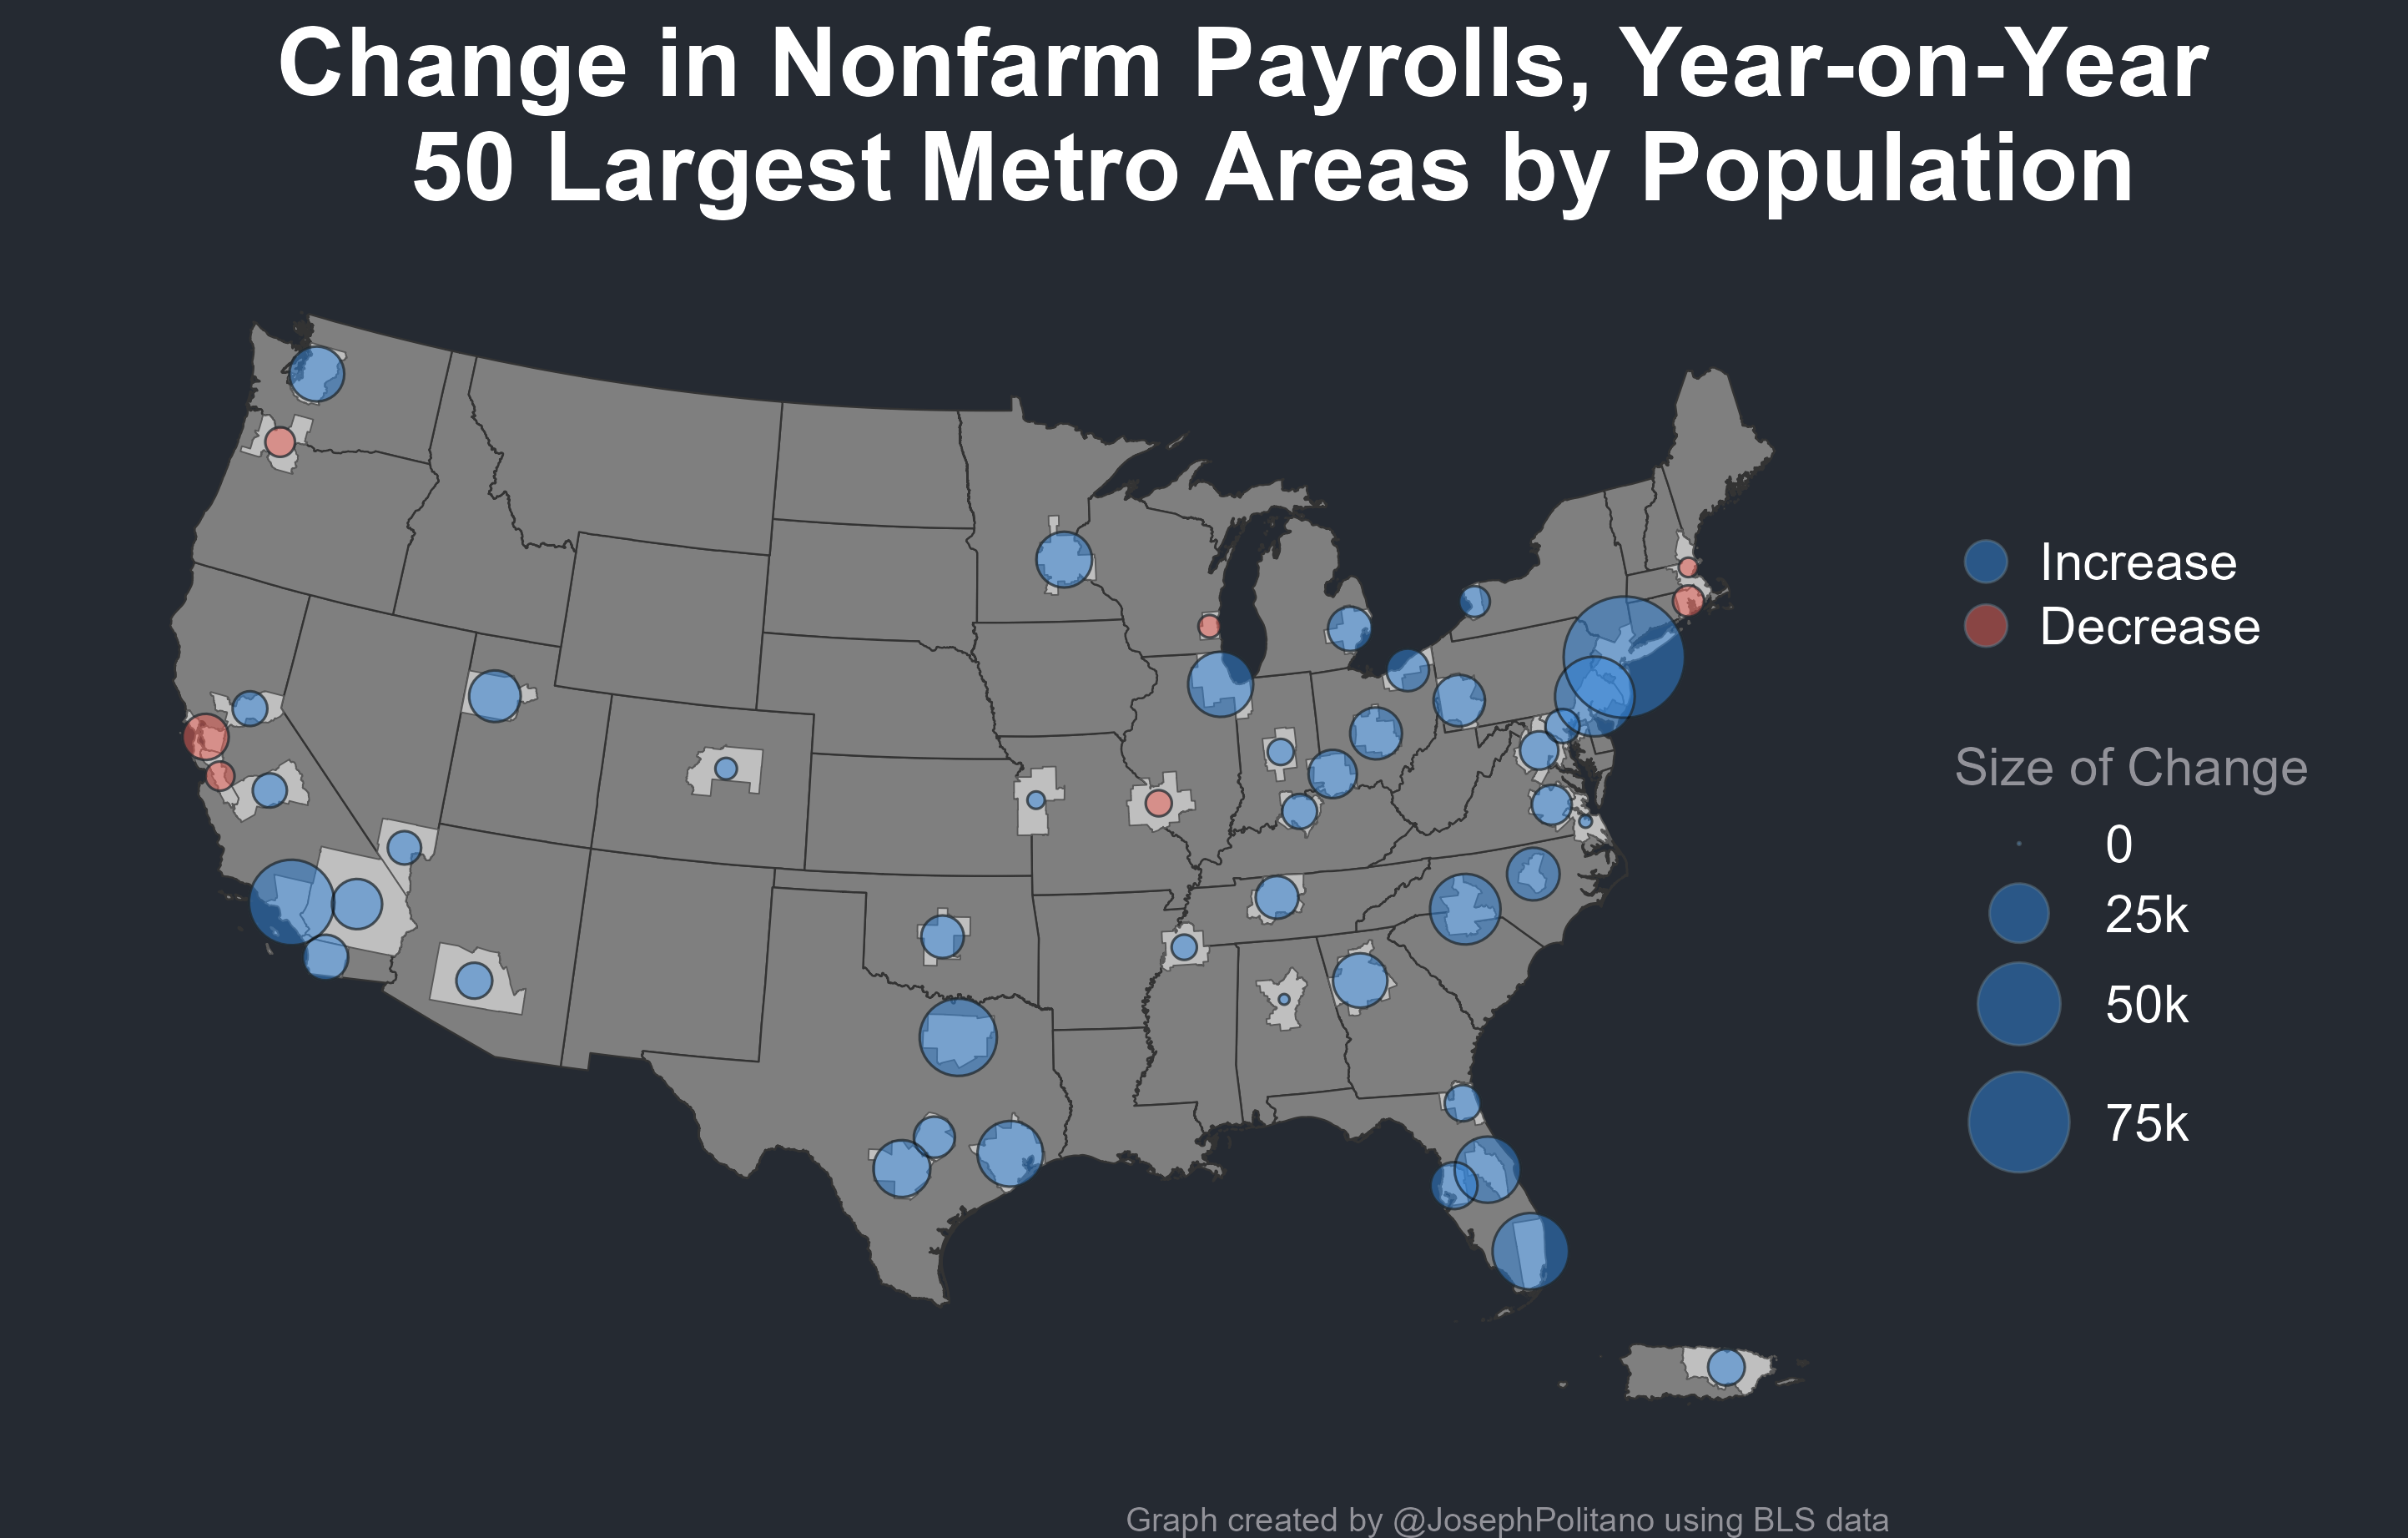 Change in Nonfarm Payrolls, Year-on-Year
50 Largest Metro Areas by Population
Increase
Decrease
Size of Change
0
25k
50k
75k
Graph created by @JosephPolitano using BLS data